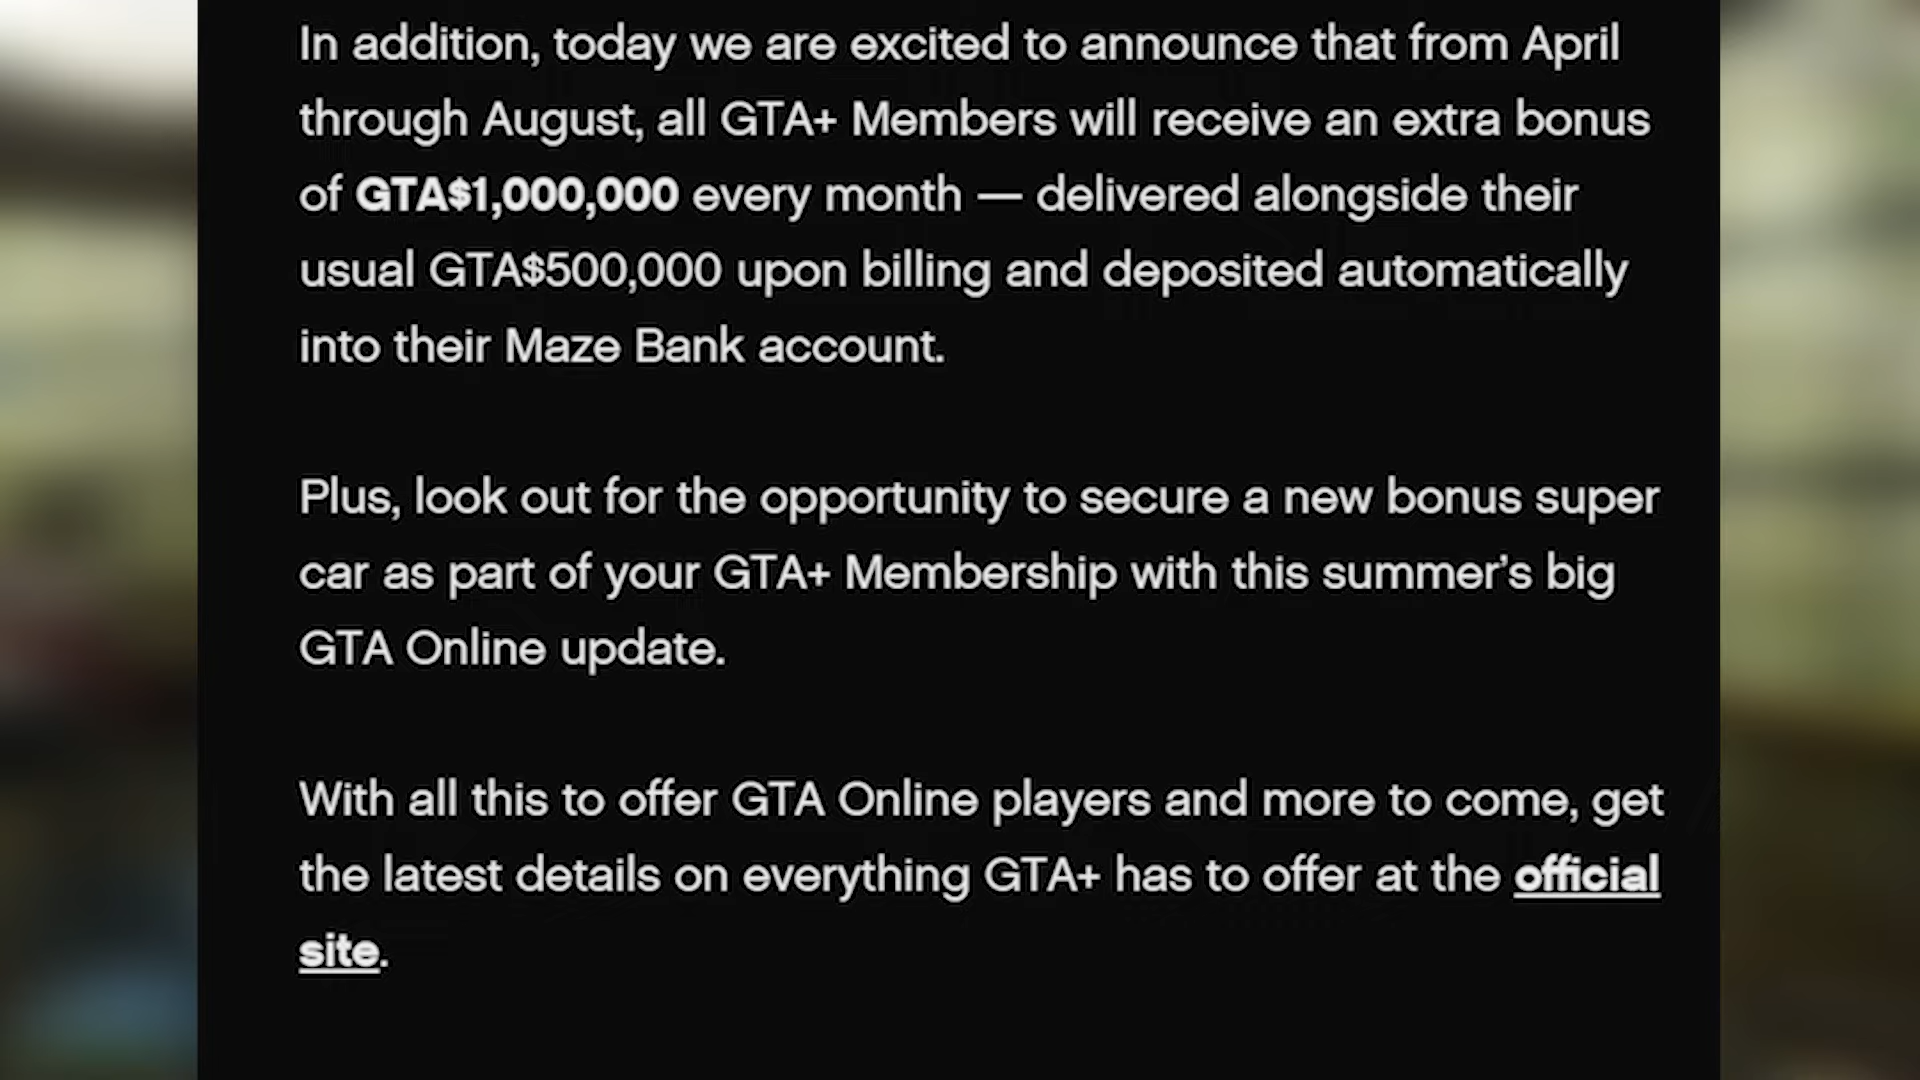 In addition, today we are excited to announce that from April
through August, all GTA+ Members will receive an extra bonus
of GTA$1,000,000 every month — delivered alongside their
usual GTA$500,000 upon billing and deposited automatically
into their Maze Bank account.
Plus, look out for the opportunity to secure a new bonus super
car as part of your GTA+ Membership with this summer’s big
GTA Online update.
With all this to offer GTA Online players and more to come, get
the latest details on everything GTA+ has to offer at the official
site.